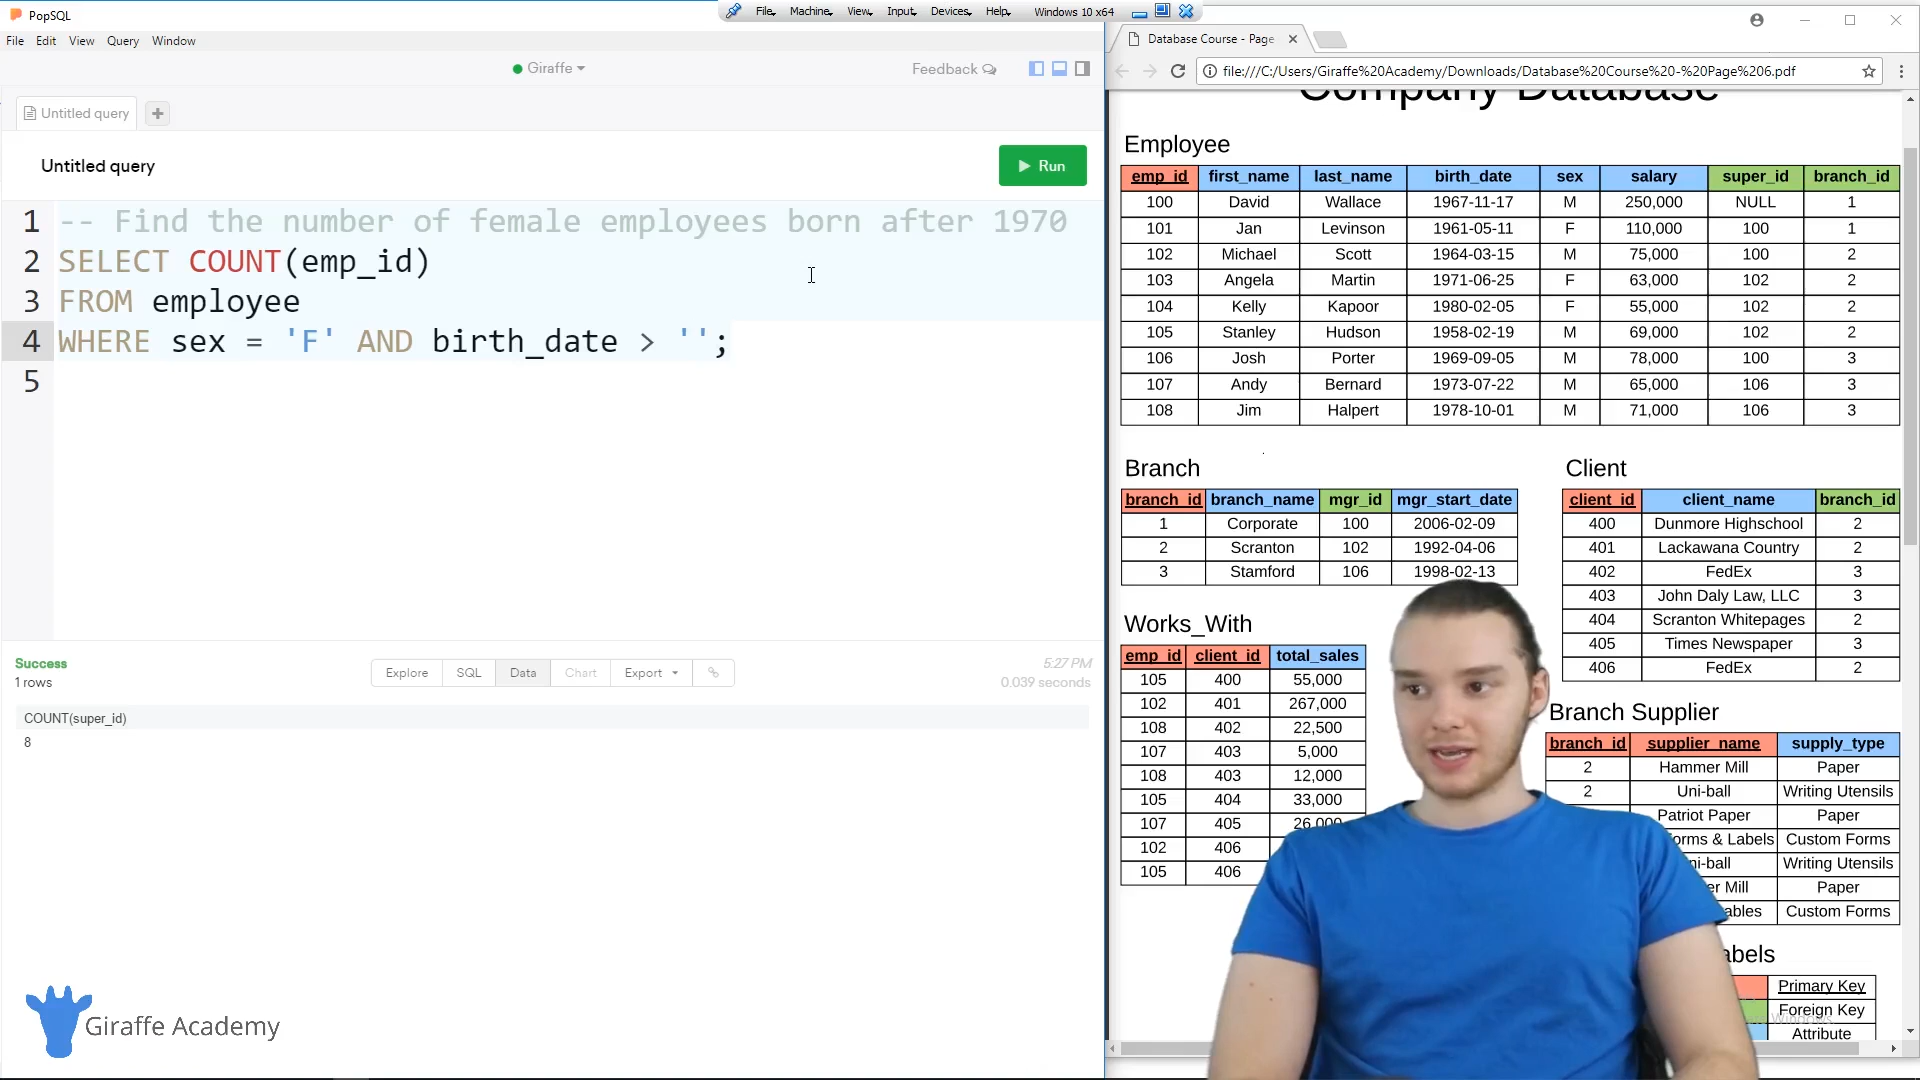 PopSQL
File Edit View Query Window
File Machine View Input Devices Help Windows 10 x64
Giraffe
Feedback
Untitled query
Untitled query
Run
1 -- Find the number of female employees born after 1970
2 SELECT COUNT(emp_id)
3 FROM employee
4 WHERE sex = 'F' AND birth_date > '';
5
Success
1 rows
Explore SQL Data Chart Export
5:27 PM
0.039 seconds
COUNT(super_id)
8
Giraffe Academy
Database Course - Page
file:///C:/Users/Giraffe%20Academy/Downloads/Database%20Course%20-%20Page%206.pdf
Company Database
Employee
emp_id first_name last_name birth_date sex salary super_id branch_id
100 David Wallace 1967-11-17 M 250,000 NULL 1
101 Jan Levinson 1961-05-11 F 110,000 100 1
102 Michael Scott 1964-03-15 M 75,000 100 2
103 Angela Martin 1971-06-25 F 63,000 102 2
104 Kelly Kapoor 1980-02-05 F 55,000 102 2
105 Stanley Hudson 1958-02-19 M 69,000 102 2
106 Josh Porter 1969-09-05 M 78,000 100 3
107 Andy Bernard 1973-07-22 M 65,000 106 3
108 Jim Halpert 1978-10-01 M 71,000 106 3
Branch
branch_id branch_name mgr_id mgr_start_date
1 Corporate 100 2006-02-09
2 Scranton 102 1992-04-06
3 Stamford 106 1998-02-13
Client
client_id client_name branch_id
400 Dunmore Highschool 2
401 Lackawana Country 2
402 FedEx 3
403 John Daly Law, LLC 3
404 Scranton Whitepages 2
405 Times Newspaper 3
406 FedEx 2
Works_With
emp_id client_id total_sales
105 400 55,000
102 401 267,000
108 402 22,500
107 403 5,000
108 403 12,000
105 404 33,000
107 405 26,000
102 406
105 406
Branch Supplier
branch_id supplier_name supply_type
2 Hammer Mill Paper
2 Uni-ball Writing Utensils
Patriot Paper Paper
orms & Labels Custom Forms
ni-ball Writing Utensils
er Mill Paper
ables Custom Forms
abels
Primary Key
Foreign Key
Attribute